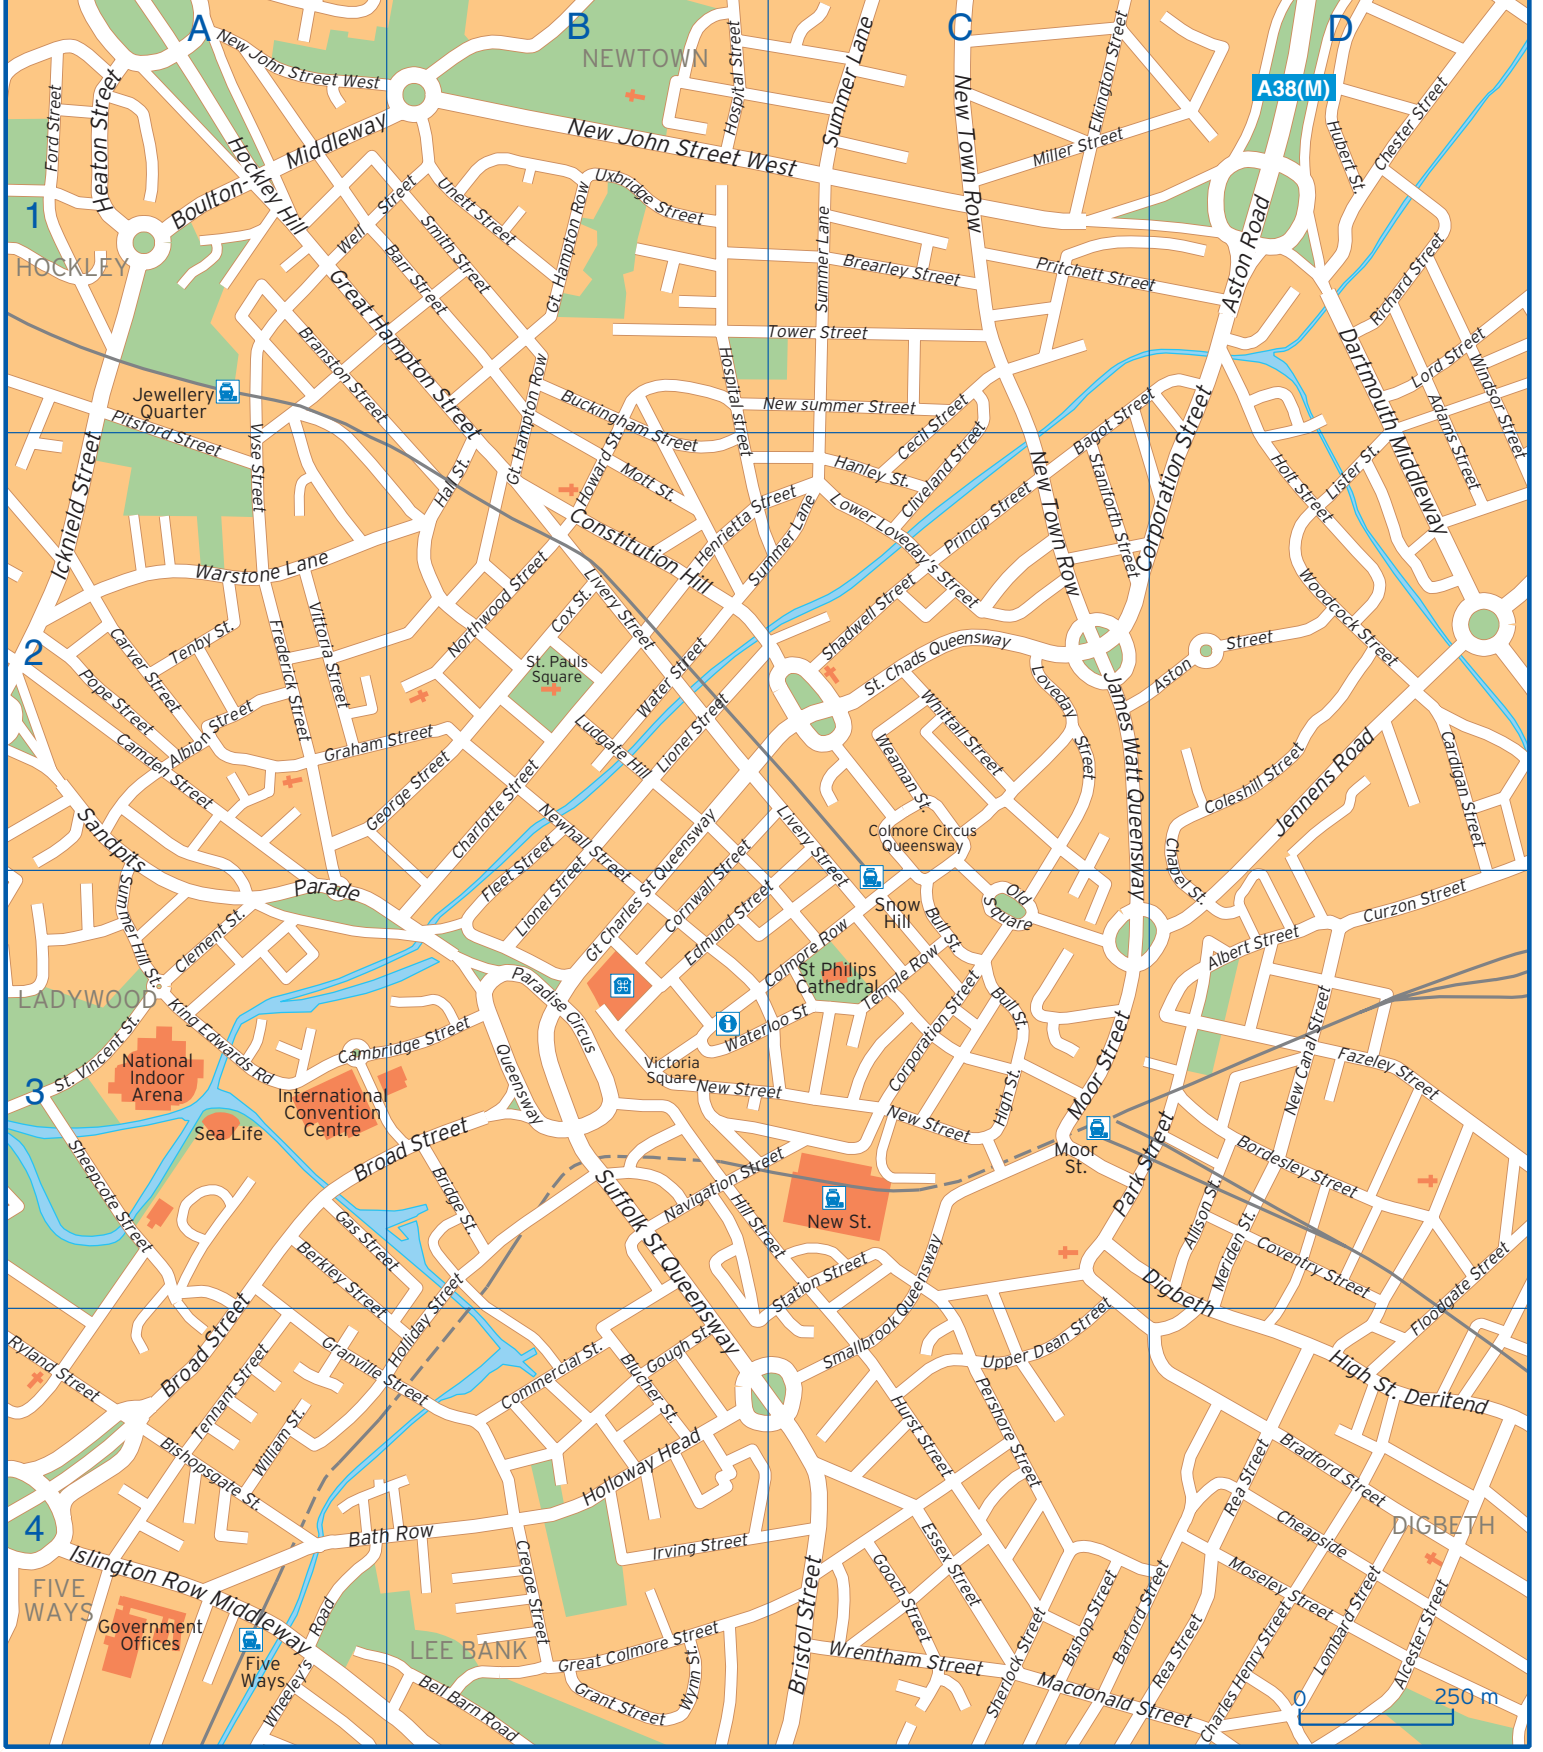 A
B
C
D
New John Street West
NEWTOWN
Hospital Street
Summer Lane
New Town Row
Elkington Street
A38(M)
Chester Street
Hubert St.
Ford Street
Heaton Street
Boulton-
Middleway
Hockley Hill
New John Street West
Miller Street
1
HOCKLEY
Well
Street
Unett Street
Smith Street
Barr Street
Uxbridge Street
Gt. Hampton Row
Summer Lane
Brearley Street
Pritchett Street
Aston Road
Richard Street
Great Hampton Street
Branston Street
Tower Street
Hospital street
Dartmouth Middleway
Lord Street
Windsor Street
Adams Street
Jewellery
Quarter
Pitsford Street
Vyse Street
Gt. Hampton Row
Buckingham Street
New summer Street
Cecil Street
Cleveland Street
Bagot Street
Corporation Street
Icknield Street
Hall St.
Howard St.
Mott St.
Hanley St.
New Town Row
Staniforth Street
Holt Street
Lister St.
Constitution Hill
Henrietta Street
Summer Lane
Lower Loveday's Street
Princip Street
Warstone Lane
Northwood Street
Cox St.
Livery Street
Shadwell Street
Woodcock Street
2
Carver Street
Tenby St.
Frederick Street
Vittoria Street
St. Pauls
Square
Water Street
St. Chads Queensway
Loveday
Street
Aston
Street
Pope Street
Albion Street
Camden Street
Graham Street
George Street
Charlotte Street
Ludgate Hill
Lionel Street
Whittall Street
Weaman St.
James Watt Queensway
Coleshill Street
Jennens Road
Cardigan Street
Sandpits
Parade
Newhall Street
Fleet Street
Lionel Street
Gt Charles St Queensway
Cornwall Street
Edmund Street
Livery Street
Colmore Circus
Queensway
Snow
Hill
Old
Square
Chapel St.
Curzon Street
Albert Street
Summer Hill St.
Clement St.
LADYWOOD
King Edwards Rd
St. Vincent St.
National
Indoor
Arena
Cambridge Street
International
Convention
Centre
Sea Life
Paradise Circus
Queensway
Colmore Row
St Philips
Cathedral
Temple Row
Waterloo St
Victoria
Square
New Street
Bull St.
Bull St.
Corporation Street
New Street
High St.
Moor Street
Moor
St.
Park Street
New Canal Street
Fazeley Street
3
Broad Street
Sheepcote Street
Bridge St.
Gas Street
Berkley Street
Holliday Street
Suffolk St Queensway
Navigation Street
Hill Street
New St.
Station Street
Smallbrook Queensway
Bordesley Street
Allison St.
Meriden St.
Coventry Street
Digbeth
Floodgate Street
Ryland Street
Broad Street
Tennant Street
Granville Street
William St.
Bishopsgate St.
Commercial St.
Gough St.
Blucher St.
Holloway Head
Upper Dean Street
Hurst Street
Pershore Street
High St. Deritend
Bradford Street
Rea Street
DIGBETH
Cheapside
Moseley Street
4
Islington Row Middleway
FIVE
WAYS
Government
Offices
Five
Ways
Wheeley's
Road
Bath Row
LEE BANK
Bell Barn Road
Cregoe Street
Irving Street
Great Colmore Street
Grant Street
Wynn St.
Bristol Street
Essex Street
Gooch Street
Wrentham Street
Sherlock Street
Bishop Street
Barford Street
Rea Street
Macdonald Street
Charles Henry Street
Lombard Street
Alcester Street
0
250 m